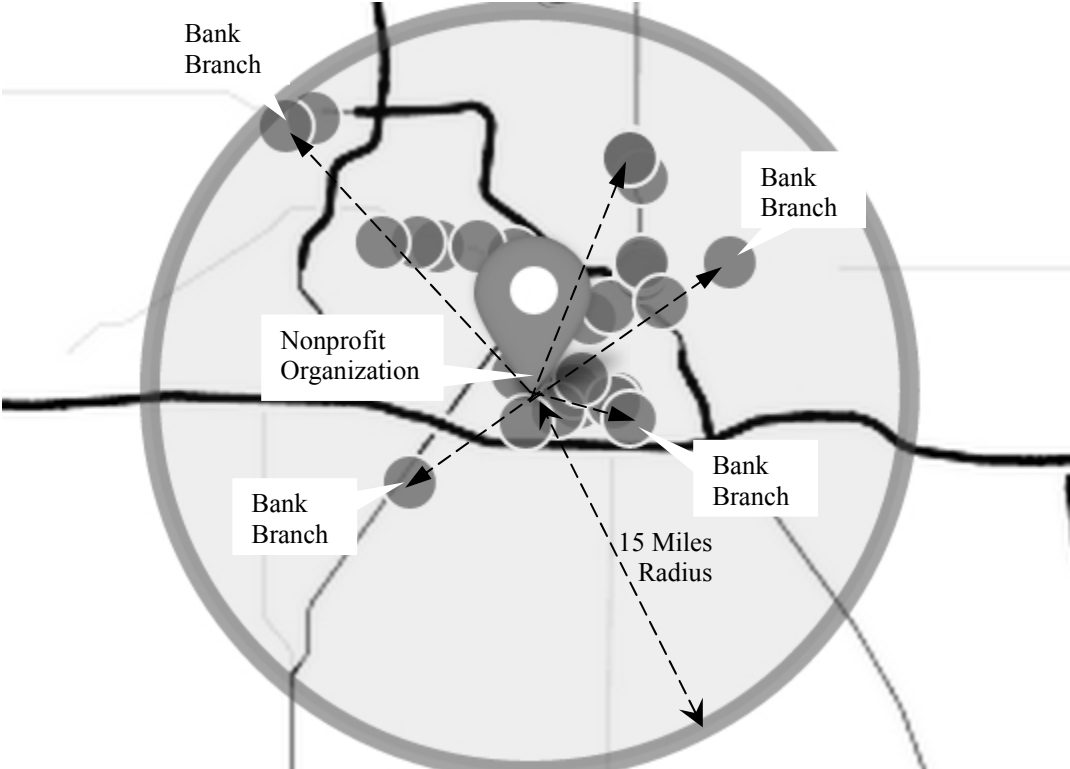 Bank
Branch
Bank
Branch
Nonprofit
Organization
Bank
Branch
Bank
Branch
15 Miles
Radius